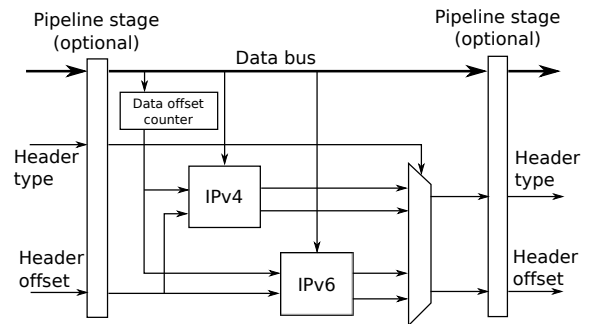 Pipeline stage
(optional)
Pipeline stage
(optional)
Data bus
Data offset
counter
Header
type
IPv4
Header
type
Header
offset
IPv6
Header
offset